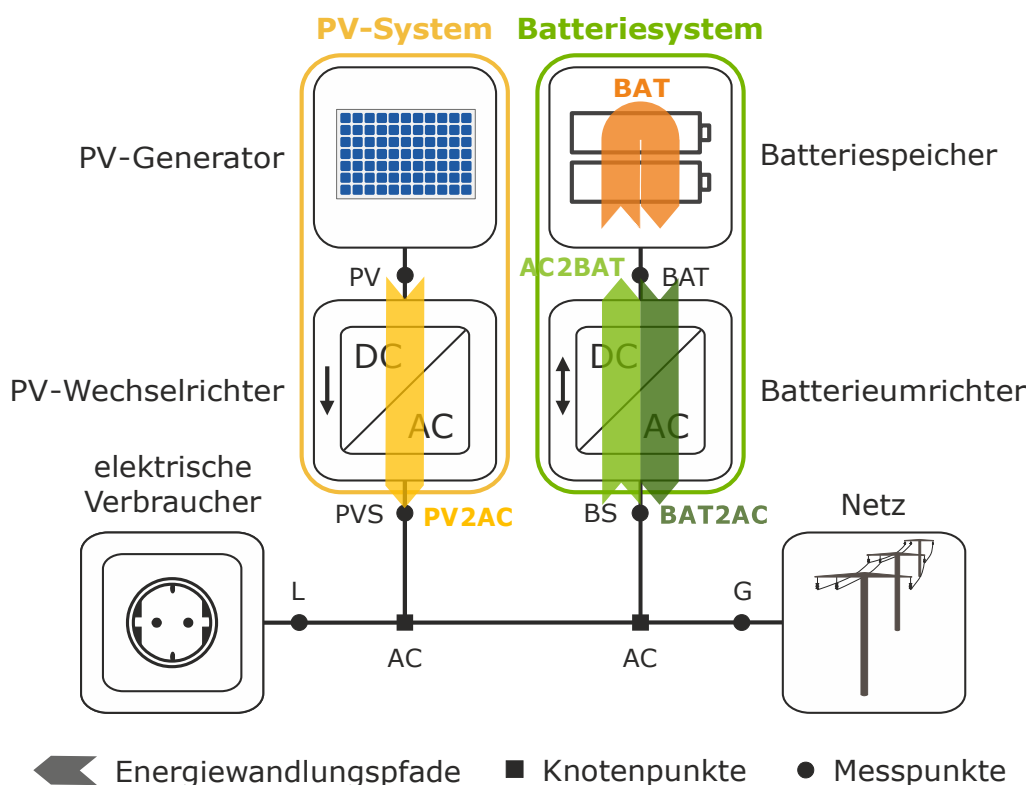 PV-System
Batteriesystem
BAT
PV-Generator
Batteriespeicher
PV
AC2BAT
BAT
DC
AC
DC
AC
PV-Wechselrichter
Batterieumrichter
elektrische
Verbraucher
PVS
PV2AC
BS
BAT2AC
Netz
L
G
AC
AC
Energiewandlungspfade
Knotenpunkte
Messpunkte